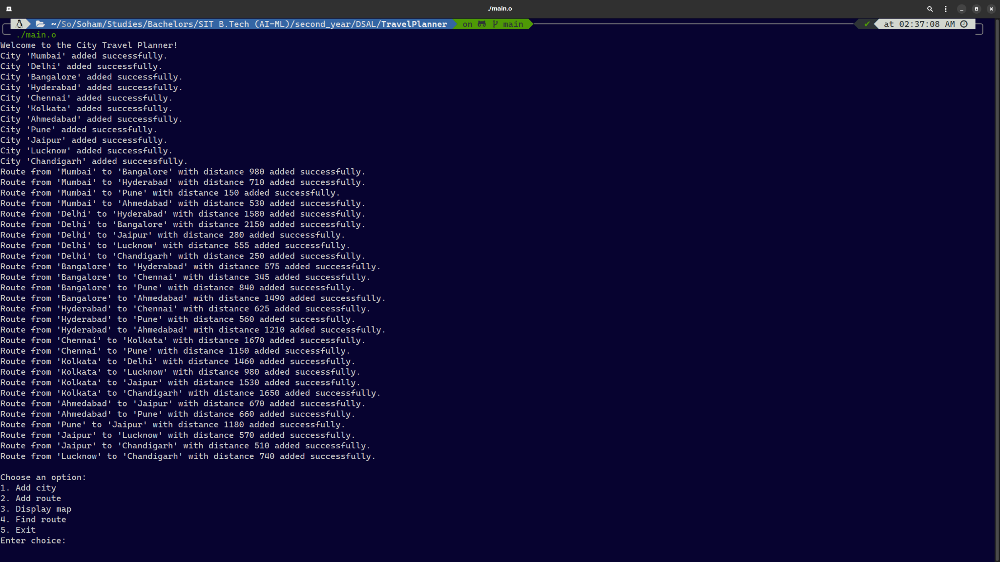 ./main.o
~/So/Soham/Studies/Bachelors/SIT B.Tech (AI-ML)/second_year/DSAL/TravelPlanner on main ✔ at 02:37:08 AM
./main.o
Welcome to the City Travel Planner!
City 'Mumbai' added successfully.
City 'Delhi' added successfully.
City 'Bangalore' added successfully.
City 'Hyderabad' added successfully.
City 'Chennai' added successfully.
City 'Kolkata' added successfully.
City 'Ahmedabad' added successfully.
City 'Pune' added successfully.
City 'Jaipur' added successfully.
City 'Lucknow' added successfully.
City 'Chandigarh' added successfully.
Route from 'Mumbai' to 'Bangalore' with distance 980 added successfully.
Route from 'Mumbai' to 'Hyderabad' with distance 710 added successfully.
Route from 'Mumbai' to 'Pune' with distance 150 added successfully.
Route from 'Mumbai' to 'Ahmedabad' with distance 530 added successfully.
Route from 'Delhi' to 'Hyderabad' with distance 1580 added successfully.
Route from 'Delhi' to 'Bangalore' with distance 2150 added successfully.
Route from 'Delhi' to 'Jaipur' with distance 280 added successfully.
Route from 'Delhi' to 'Lucknow' with distance 555 added successfully.
Route from 'Delhi' to 'Chandigarh' with distance 250 added successfully.
Route from 'Bangalore' to 'Hyderabad' with distance 575 added successfully.
Route from 'Bangalore' to 'Chennai' with distance 345 added successfully.
Route from 'Bangalore' to 'Pune' with distance 840 added successfully.
Route from 'Bangalore' to 'Ahmedabad' with distance 1490 added successfully.
Route from 'Hyderabad' to 'Chennai' with distance 625 added successfully.
Route from 'Hyderabad' to 'Pune' with distance 560 added successfully.
Route from 'Hyderabad' to 'Ahmedabad' with distance 1210 added successfully.
Route from 'Chennai' to 'Kolkata' with distance 1670 added successfully.
Route from 'Chennai' to 'Pune' with distance 1150 added successfully.
Route from 'Kolkata' to 'Delhi' with distance 1460 added successfully.
Route from 'Kolkata' to 'Lucknow' with distance 980 added successfully.
Route from 'Kolkata' to 'Jaipur' with distance 1530 added successfully.
Route from 'Kolkata' to 'Chandigarh' with distance 1650 added successfully.
Route from 'Ahmedabad' to 'Jaipur' with distance 670 added successfully.
Route from 'Ahmedabad' to 'Pune' with distance 660 added successfully.
Route from 'Pune' to 'Jaipur' with distance 1180 added successfully.
Route from 'Jaipur' to 'Lucknow' with distance 570 added successfully.
Route from 'Jaipur' to 'Chandigarh' with distance 510 added successfully.
Route from 'Lucknow' to 'Chandigarh' with distance 740 added successfully.
Choose an option:
1. Add city
2. Add route
3. Display map
4. Find route
5. Exit
Enter choice: